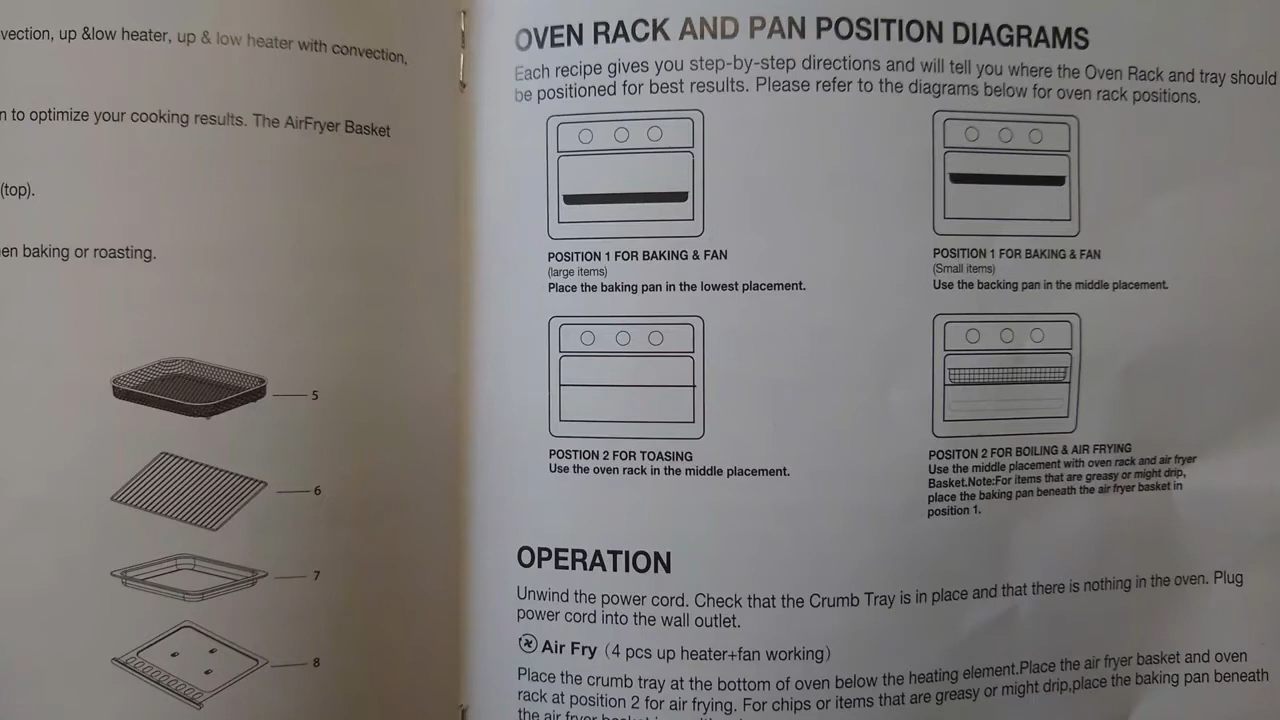 vection, up &low heater, up & low heater with convection,
n to optimize your cooking results. The AirFryer Basket
(top).
en baking or roasting.
5
6
7
8
OVEN RACK AND PAN POSITION DIAGRAMS
Each recipe gives you step-by-step directions and will tell you where the Oven Rack and tray should
be positioned for best results. Please refer to the diagrams below for oven rack positions.
POSITION 1 FOR BAKING & FAN
(large items)
Place the baking pan in the lowest placement.
POSITION 1 FOR BAKING & FAN
(Small items)
Use the backing pan in the middle placement.
POSTION 2 FOR TOASING
Use the oven rack in the middle placement.
POSITON 2 FOR BOILING & AIR FRYING
Use the middle placement with oven rack and air fryer
Basket.Note:For items that are greasy or might drip,
place the baking pan beneath the air fryer basket in
position 1.
OPERATION
Unwind the power cord. Check that the Crumb Tray is in place and that there is nothing in the oven. Plug
power cord into the wall outlet.
Air Fry (4 pcs up heater+fan working)
Place the crumb tray at the bottom of oven below the heating element.Place the air fryer basket and oven
rack at position 2 for air frying. For chips or items that are greasy or might drip,place the baking pan beneath
the air fryer